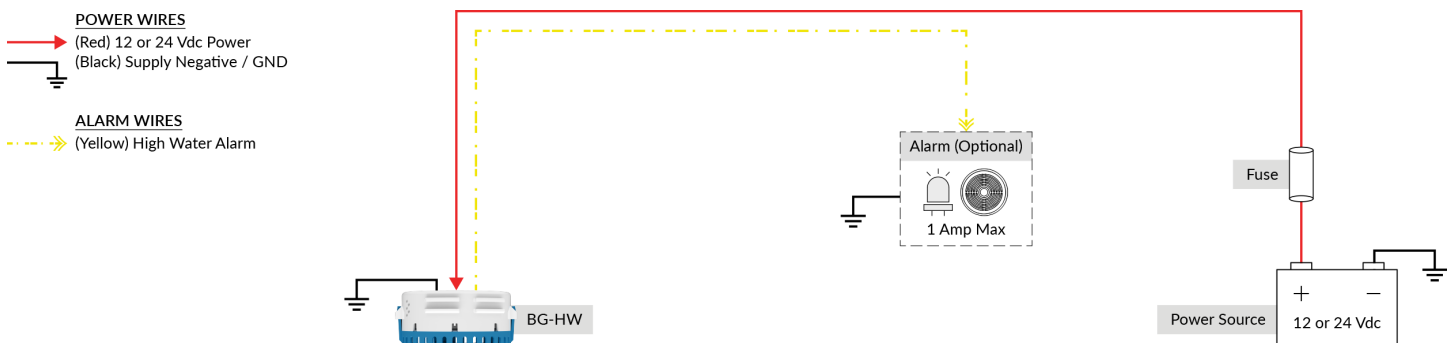 POWER WIRES
(Red) 12 or 24 Vdc Power
(Black) Supply Negative / GND
ALARM WIRES
(Yellow) High Water Alarm
Alarm (Optional)
1 Amp Max
Fuse
BG-HW
Power Source
+ −
12 or 24 Vdc